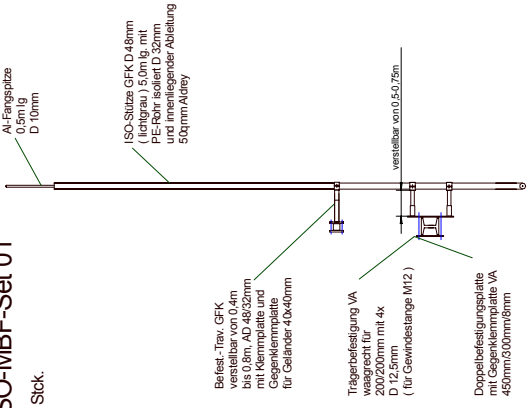 SO-MBF-Set 01
Stck.
Al-Fangspitze
0,5m lg
D 10mm
ISO-Stütze GFK D 48mm
( lichtgrau ) 5,0m lg. mit
PE-Rohr isoliert D 32mm
und innenliegender Ableitung
50qmm Aldrey
verstellbar von 0,5-0,75m
Befest.-Trav. GFK
verstellbar von 0,4m
bis 0,8m, AD 48/32mm
mit Klemmplatte und
Gegenklemmplatte
für Geländer 40x40mm
Trägerbefestigung VA
waagrecht für
200/200mm mit 4x
D 12,5mm
( für Gewindestange M12 )
Doppelbefestigungsplatte
mit Gegenklemmplatte VA
450mm/300mm/8mm